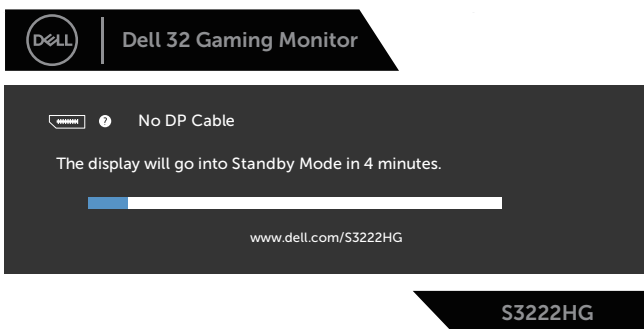 DELL
Dell 32 Gaming Monitor
? No DP Cable
The display will go into Standby Mode in 4 minutes.
www.dell.com/S3222HG
S3222HG